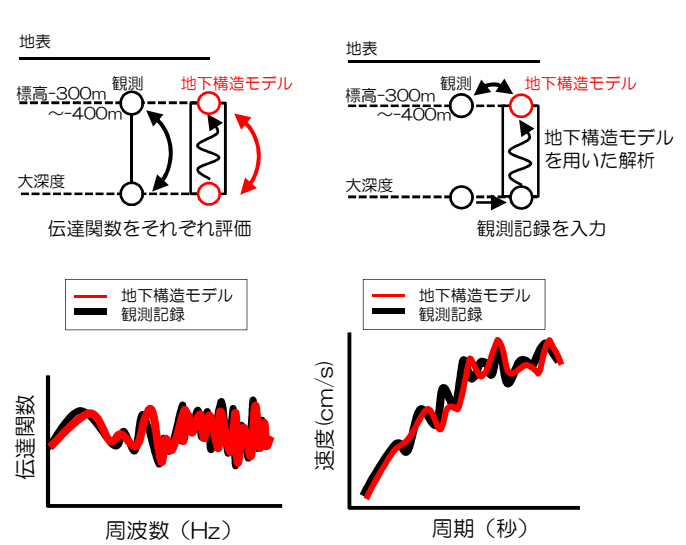 地表
観測
地下構造モデル
標高-300m
～-400m
大深度
伝達関数をそれぞれ評価
地表
観測
地下構造モデル
標高-300m
～-400m
地下構造モデル
を用いた解析
大深度
観測記録を入力
地下構造モデル
観測記録
伝達関数
周波数（Hz）
地下構造モデル
観測記録
速度(cm/s)
周期（秒）